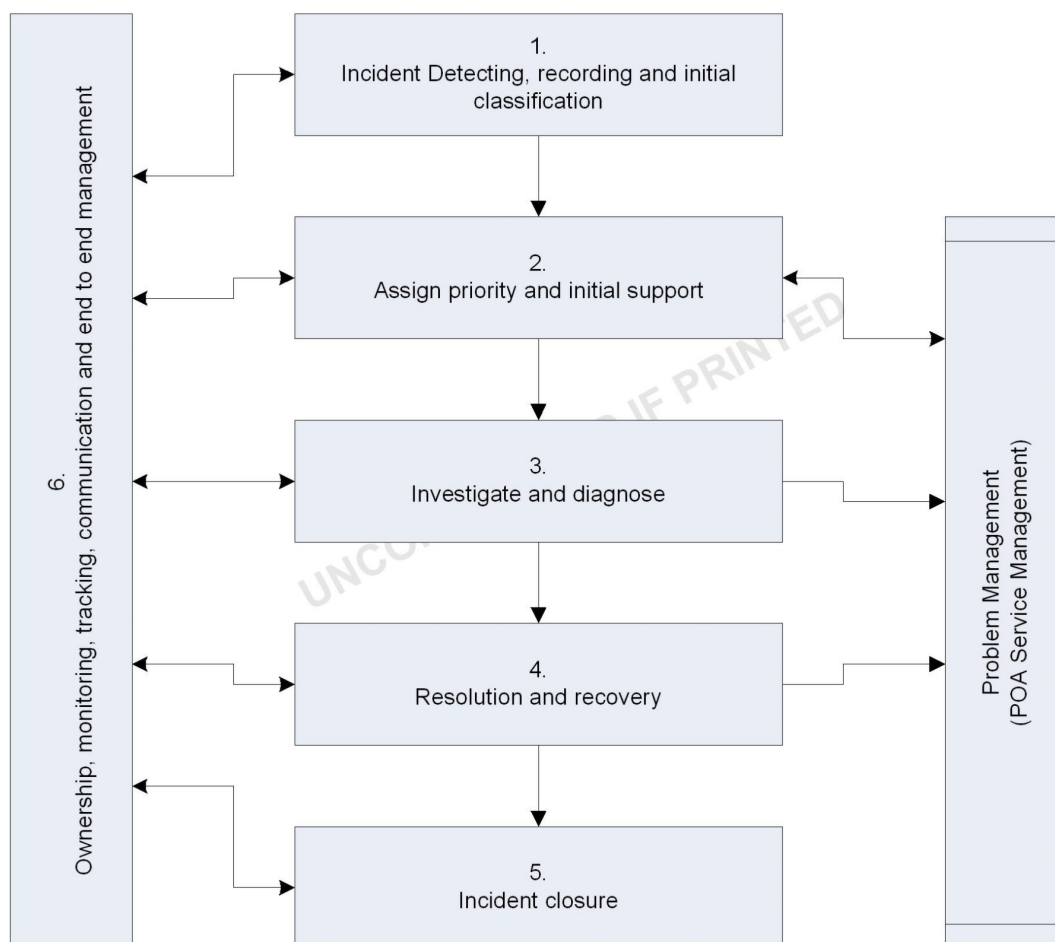 1.
Incident Detecting, recording and initial
classification
2.
Assign priority and initial support
3.
Investigate and diagnose
4.
Resolution and recovery
5.
Incident closure
6.
Ownership, monitoring, tracking, communication and end to end management
Problem Management
(POA Service Management)
IF PRINTED